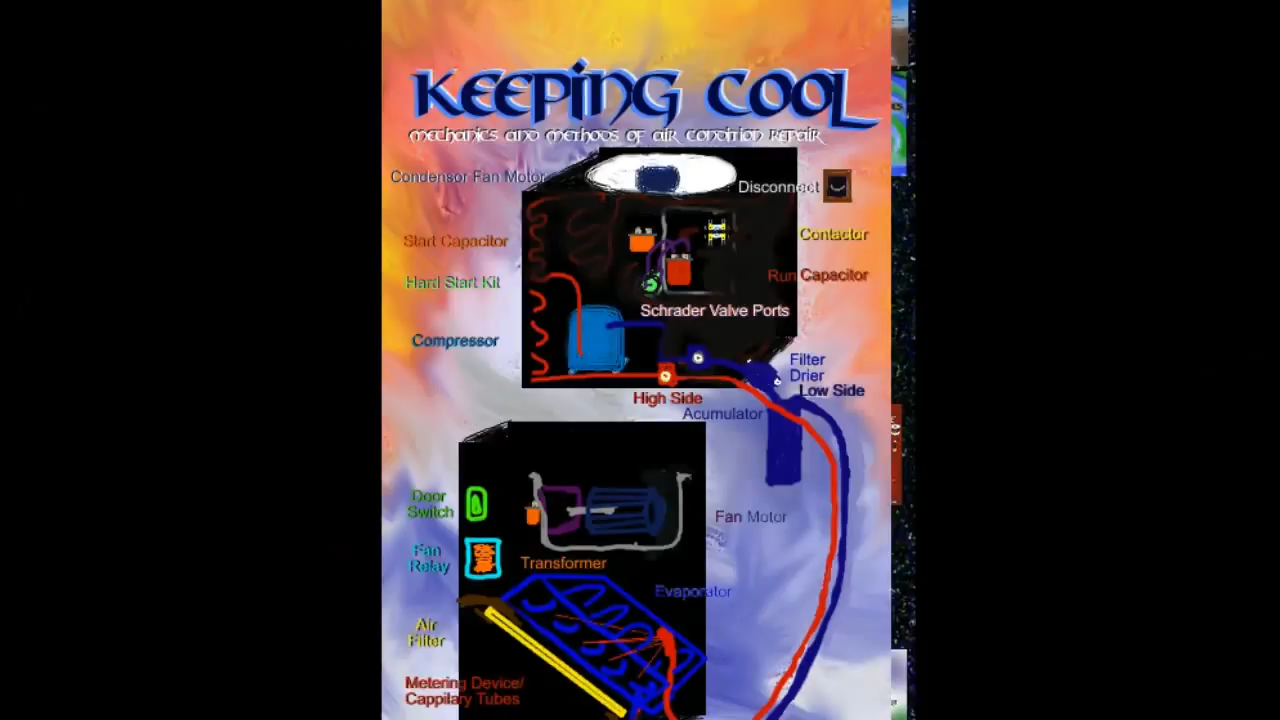 KEEPING COOL
MECHANICS AND METHODS OF AIR CONDITION REPAIR
Condensor Fan Motor
Disconnect
Start Capacitor
Contactor
Hard Start Kit
Run Capacitor
Schrader Valve Ports
Compressor
Filter
Drier
Low Side
High Side
Acumulator
Door
Switch
Fan Motor
Fan
Relay
Transformer
Evaporator
Air
Filter
Metering Device/
Cappilary Tubes